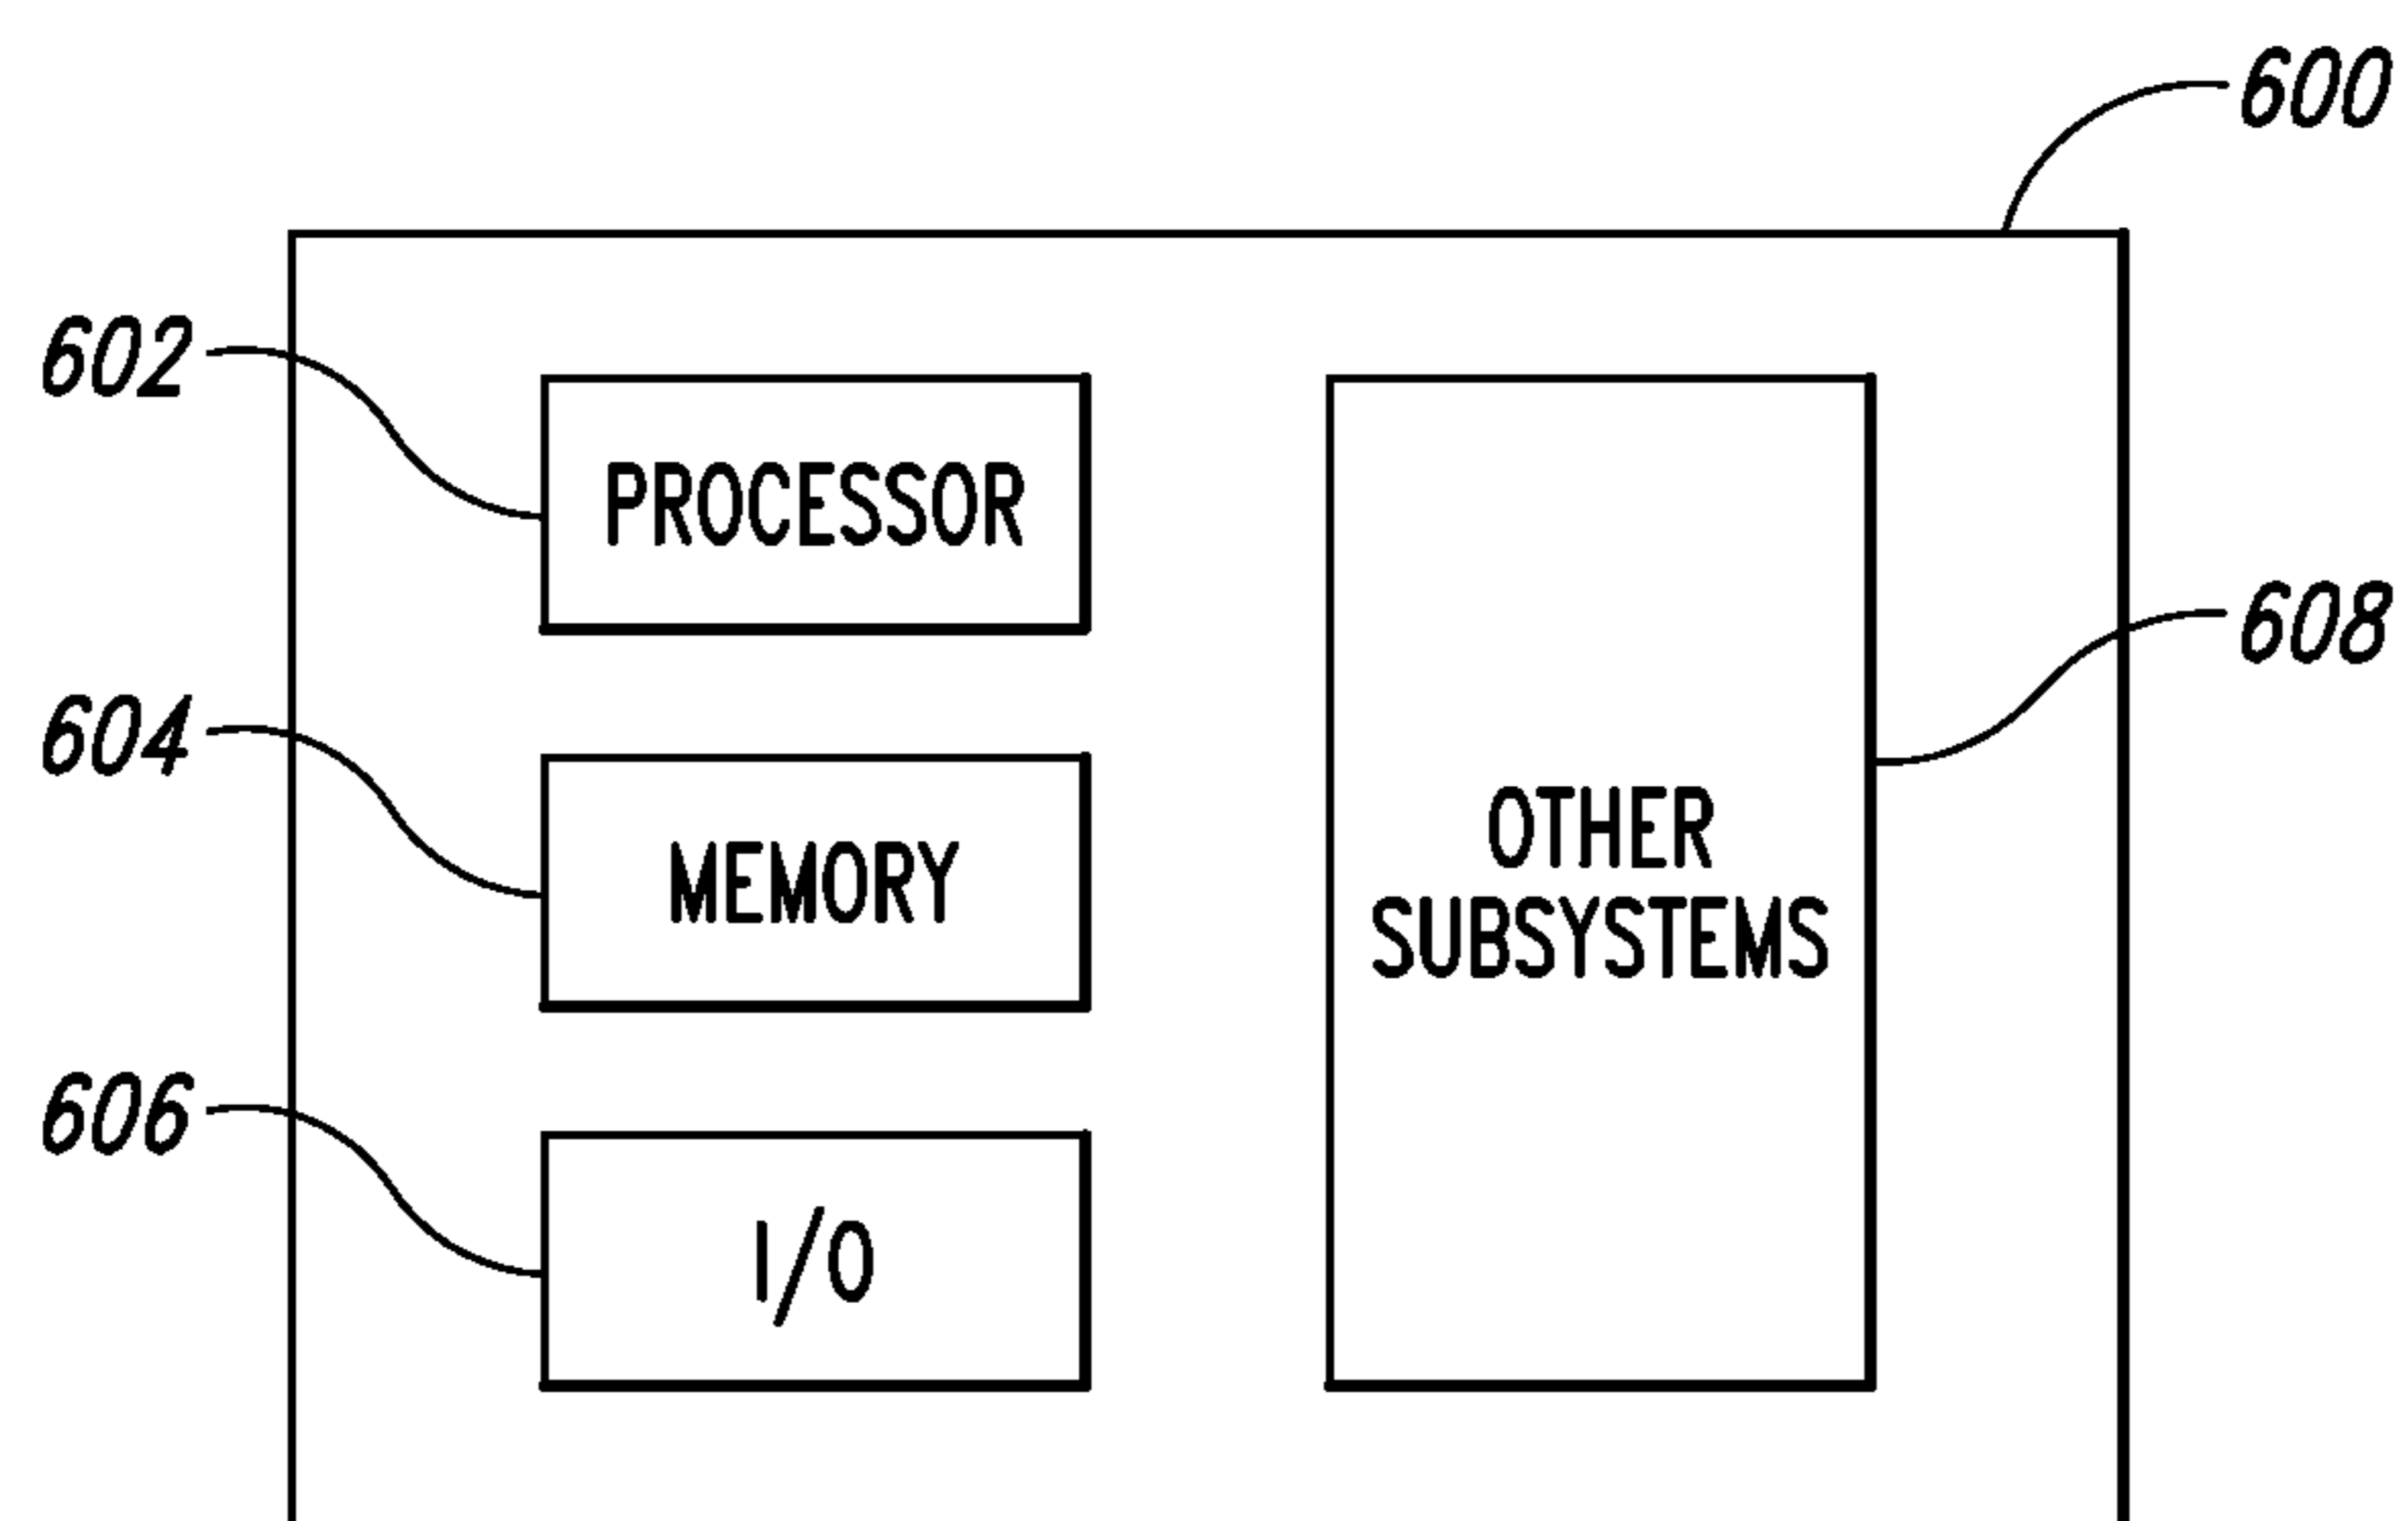 600
602
PROCESSOR
608
604
MEMORY
OTHER
SUBSYSTEMS
606
I/O